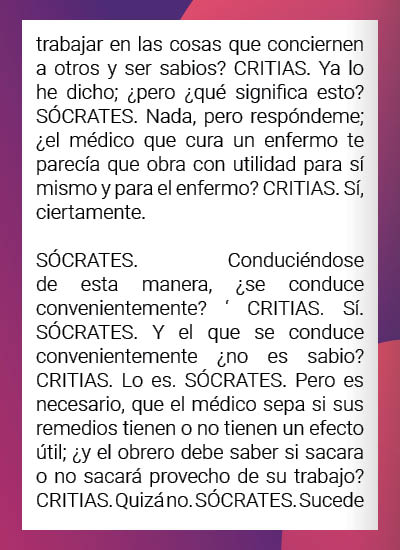 trabajar en las cosas que conciernen
a otros y ser sabios? CRITIAS. Ya lo
he dicho; ¿pero ¿qué significa esto?
SÓCRATES. Nada, pero respóndeme;
¿el médico que cura un enfermo te
parecía que obra con utilidad para sí
mismo y para el enfermo? CRITIAS. Sí,
ciertamente.

SÓCRATES. Conduciéndose
de esta manera, ¿se conduce
convenientemente? ‘ CRITIAS. Sí.
SÓCRATES. Y el que se conduce
convenientemente ¿no es sabio?
CRITIAS. Lo es. SÓCRATES. Pero es
necesario, que el médico sepa si sus
remedios tienen o no tienen un efecto
útil; ¿y el obrero debe saber si sacara
o no sacará provecho de su trabajo?
CRITIAS. Quizá no. SÓCRATES. Sucede